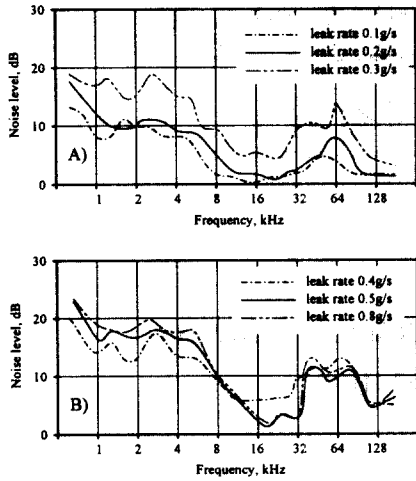 30
20
10
0
Noise level, dB
leak rate 0.1g/s
leak rate 0.2g/s
leak rate 0.3g/s
A)
1 2 4 8 16 32 64 128
Frequency, kHz
30
20
10
0
Noise level, dB
leak rate 0.4g/s
leak rate 0.5g/s
leak rate 0.8g/s
B)
1 2 4 8 16 32 64 128
Frequency, kHz